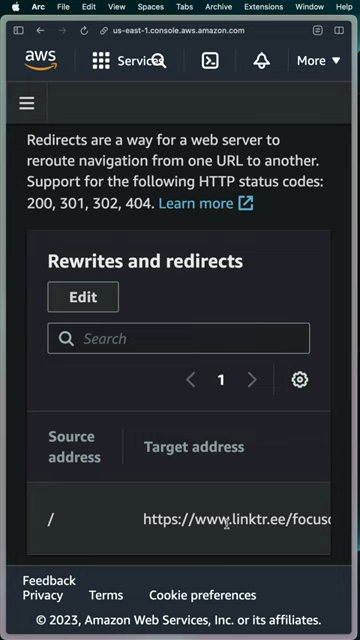 Arc File Edit View Spaces Tabs Archive Extensions Window Help
us-east-1.console.aws.amazon.com
aws Services More
Redirects are a way for a web server to
reroute navigation from one URL to another.
Support for the following HTTP status codes:
200, 301, 302, 404. Learn more
Rewrites and redirects
Edit
Search
1
Source
address
Target address
/ https://www.linktr.ee/focuso
Feedback
Privacy Terms Cookie preferences
© 2023, Amazon Web Services, Inc. or its affiliates.